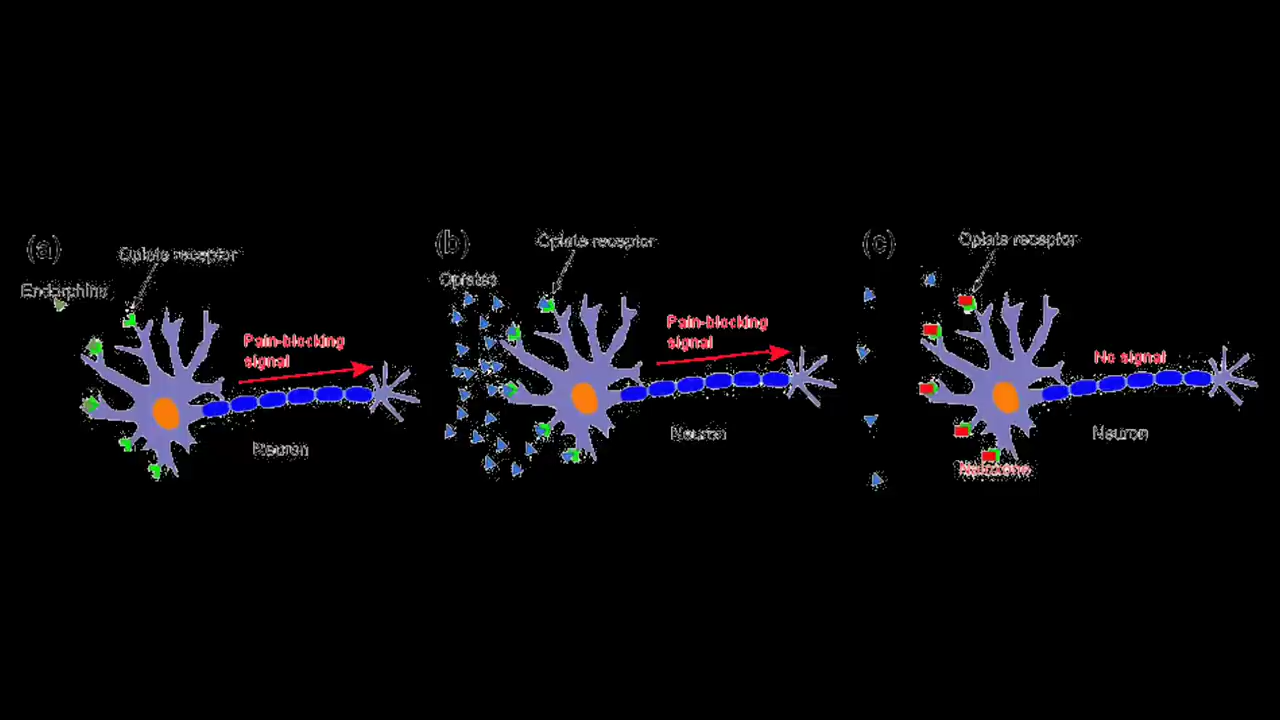 (a)
Opiate receptor
Endorphins
Pain-blocking
signal
Neuron
(b)
Opiate receptor
Opiates
Pain-blocking
signal
Neuron
(c)
Opiate receptor
No signal
Neuron
Naloxone